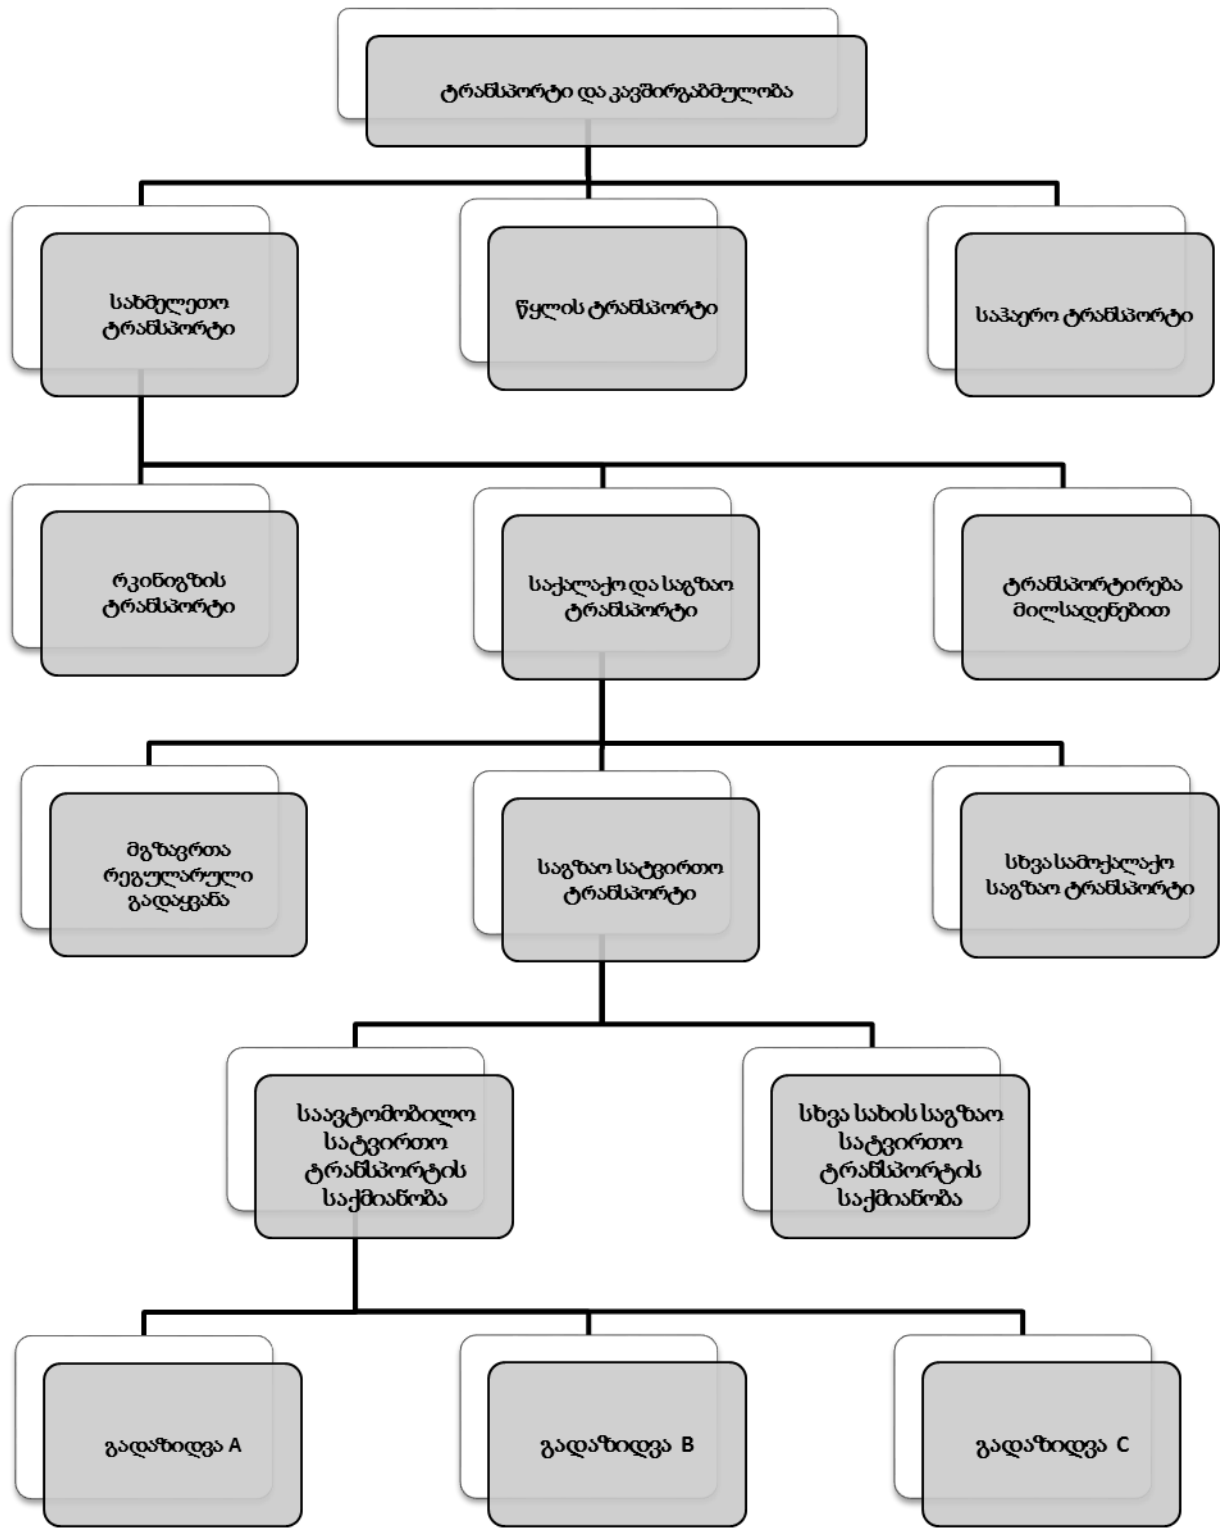 ტრანსპორტი და კავშირგაბმულობა
სახმელეთო
ტრანსპორტი
წყლის ტრანსპორტი
საჰაერო ტრანსპორტი
რკინიგზის
ტრანსპორტი
საქალაქო და საგზაო
ტრანსპორტი
ტრანსპორტირება
მილსადენებით
მგზავრთა
რეგულარული
გადაყვანა
საგზაო სატვირთო
ტრანსპორტი
სხვა სამოქალაქო
საგზაო ტრანსპორტი
საავტომობილო
სატვირთო
ტრანსპორტის
საქმიანობა
სხვა სახის საგზაო
სატვირთო
ტრანსპორტის
საქმიანობა
გადაზიდვა A
გადაზიდვა B
გადაზიდვა C